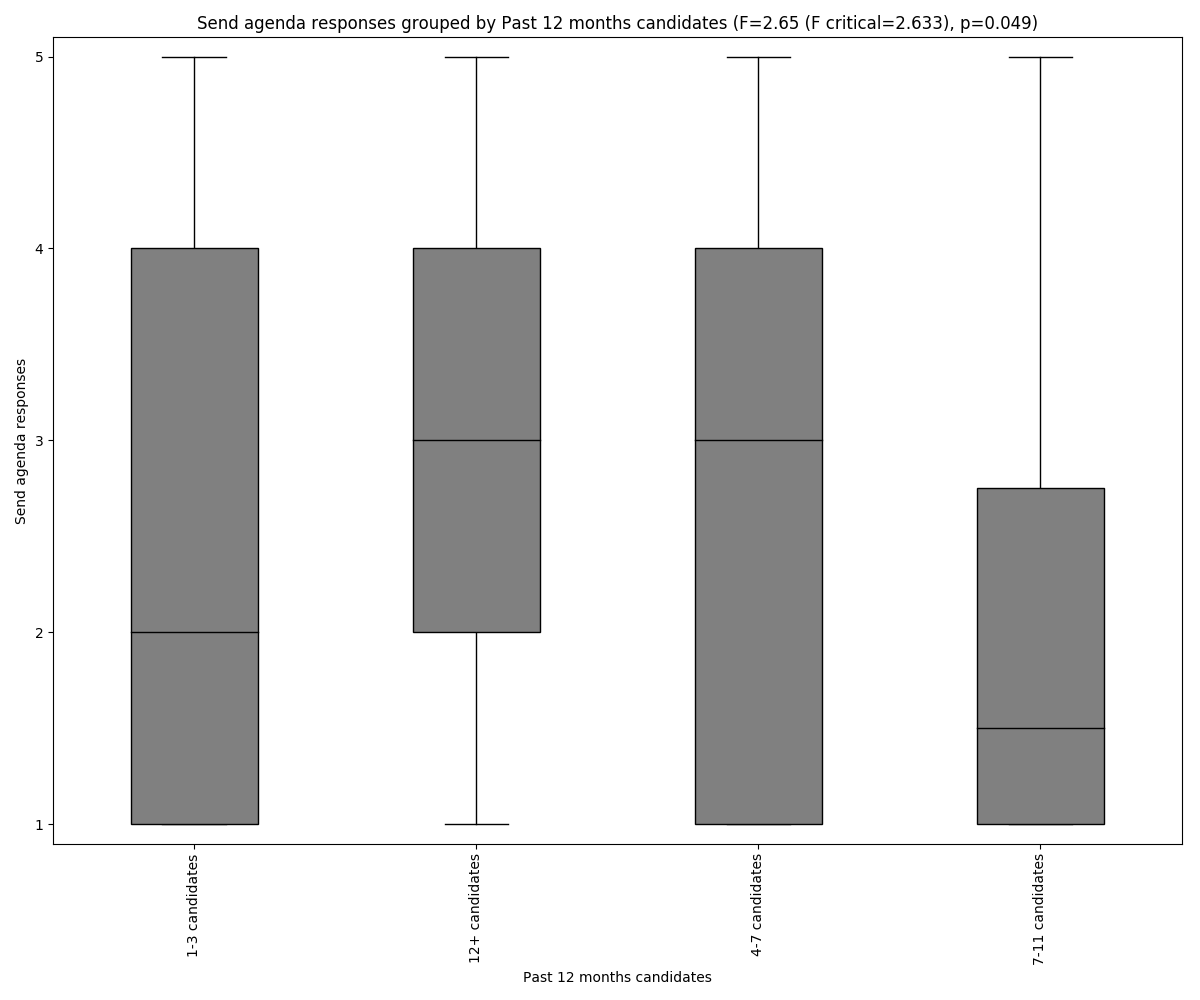 Send agenda responses grouped by Past 12 months candidates (F=2.65 (F critical=2.633), p=0.049)
Send agenda responses
5
4
3
2
1
1-3 candidates
12+ candidates
4-7 candidates
7-11 candidates
Past 12 months candidates